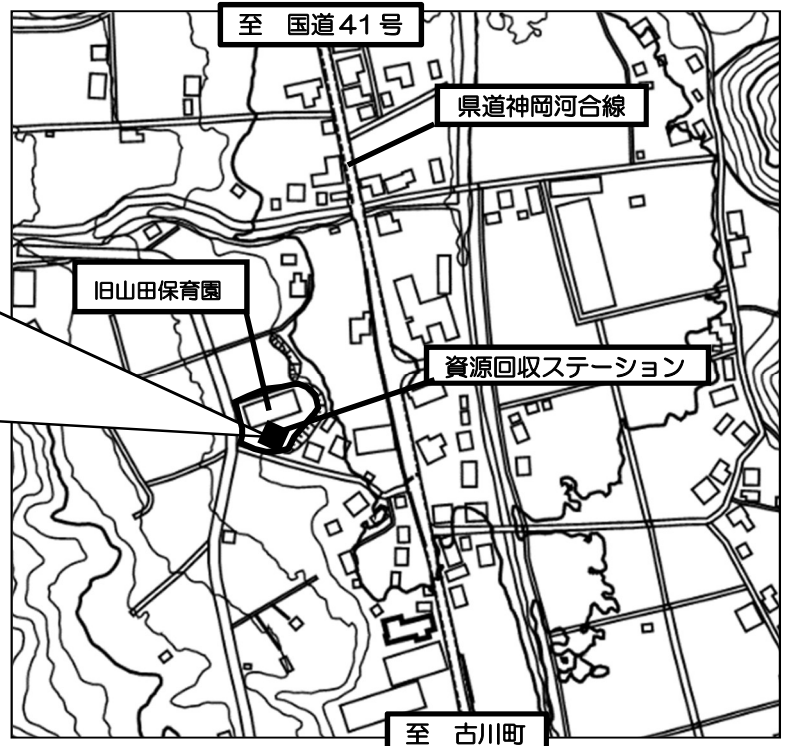 至 国道41号
県道神岡河合線
旧山田保育園
資源回収ステーション
至 古川町